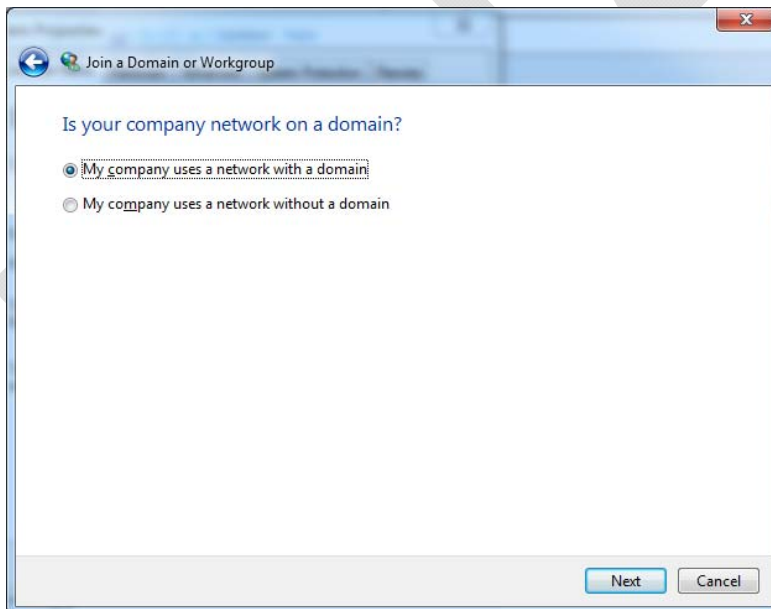 Join a Domain or Workgroup
Is your company network on a domain?
My company uses a network with a domain
My company uses a network without a domain
Next
Cancel